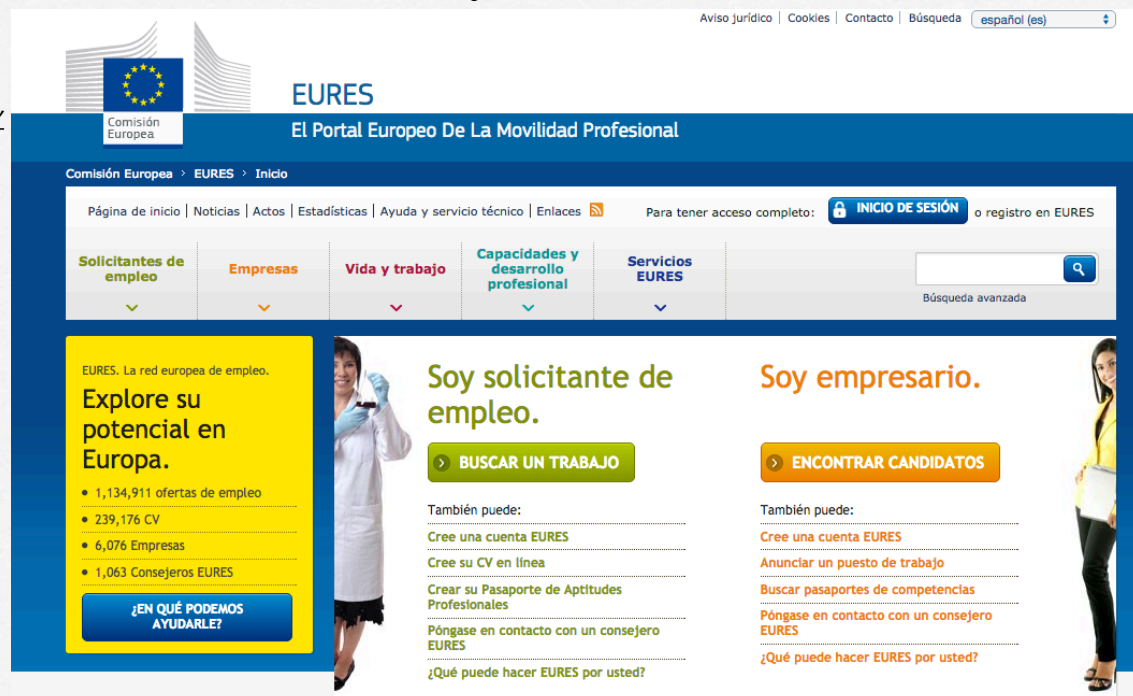 Aviso jurídico | Cookies | Contacto | Búsqueda español (es)
Comisión
Europea
EURES
El Portal Europeo De La Movilidad Profesional
Comisión Europea > EURES > Inicio
Página de inicio | Noticias | Actos | Estadísticas | Ayuda y servicio técnico | Enlaces
Para tener acceso completo: INICIO DE SESIÓN o registro en EURES
Solicitantes de
empleo
Empresas
Vida y trabajo
Capacidades y
desarrollo
profesional
Servicios
EURES
Búsqueda avanzada
EURES. La red europea de empleo.
Explore su
potencial en
Europa.
• 1,134,911 ofertas de empleo
• 239,176 CV
• 6,076 Empresas
• 1,063 Consejeros EURES
¿EN QUÉ PODEMOS
AYUDARLE?
Soy solicitante de
empleo.
BUSCAR UN TRABAJO
También puede:
Cree una cuenta EURES
Cree su CV en línea
Crear su Pasaporte de Aptitudes
Profesionales
Póngase en contacto con un consejero
EURES
¿Qué puede hacer EURES por usted?
Soy empresario.
ENCONTRAR CANDIDATOS
También puede:
Cree una cuenta EURES
Anunciar un puesto de trabajo
Buscar pasaportes de competencias
Póngase en contacto con un consejero
EURES
¿Qué puede hacer EURES por usted?